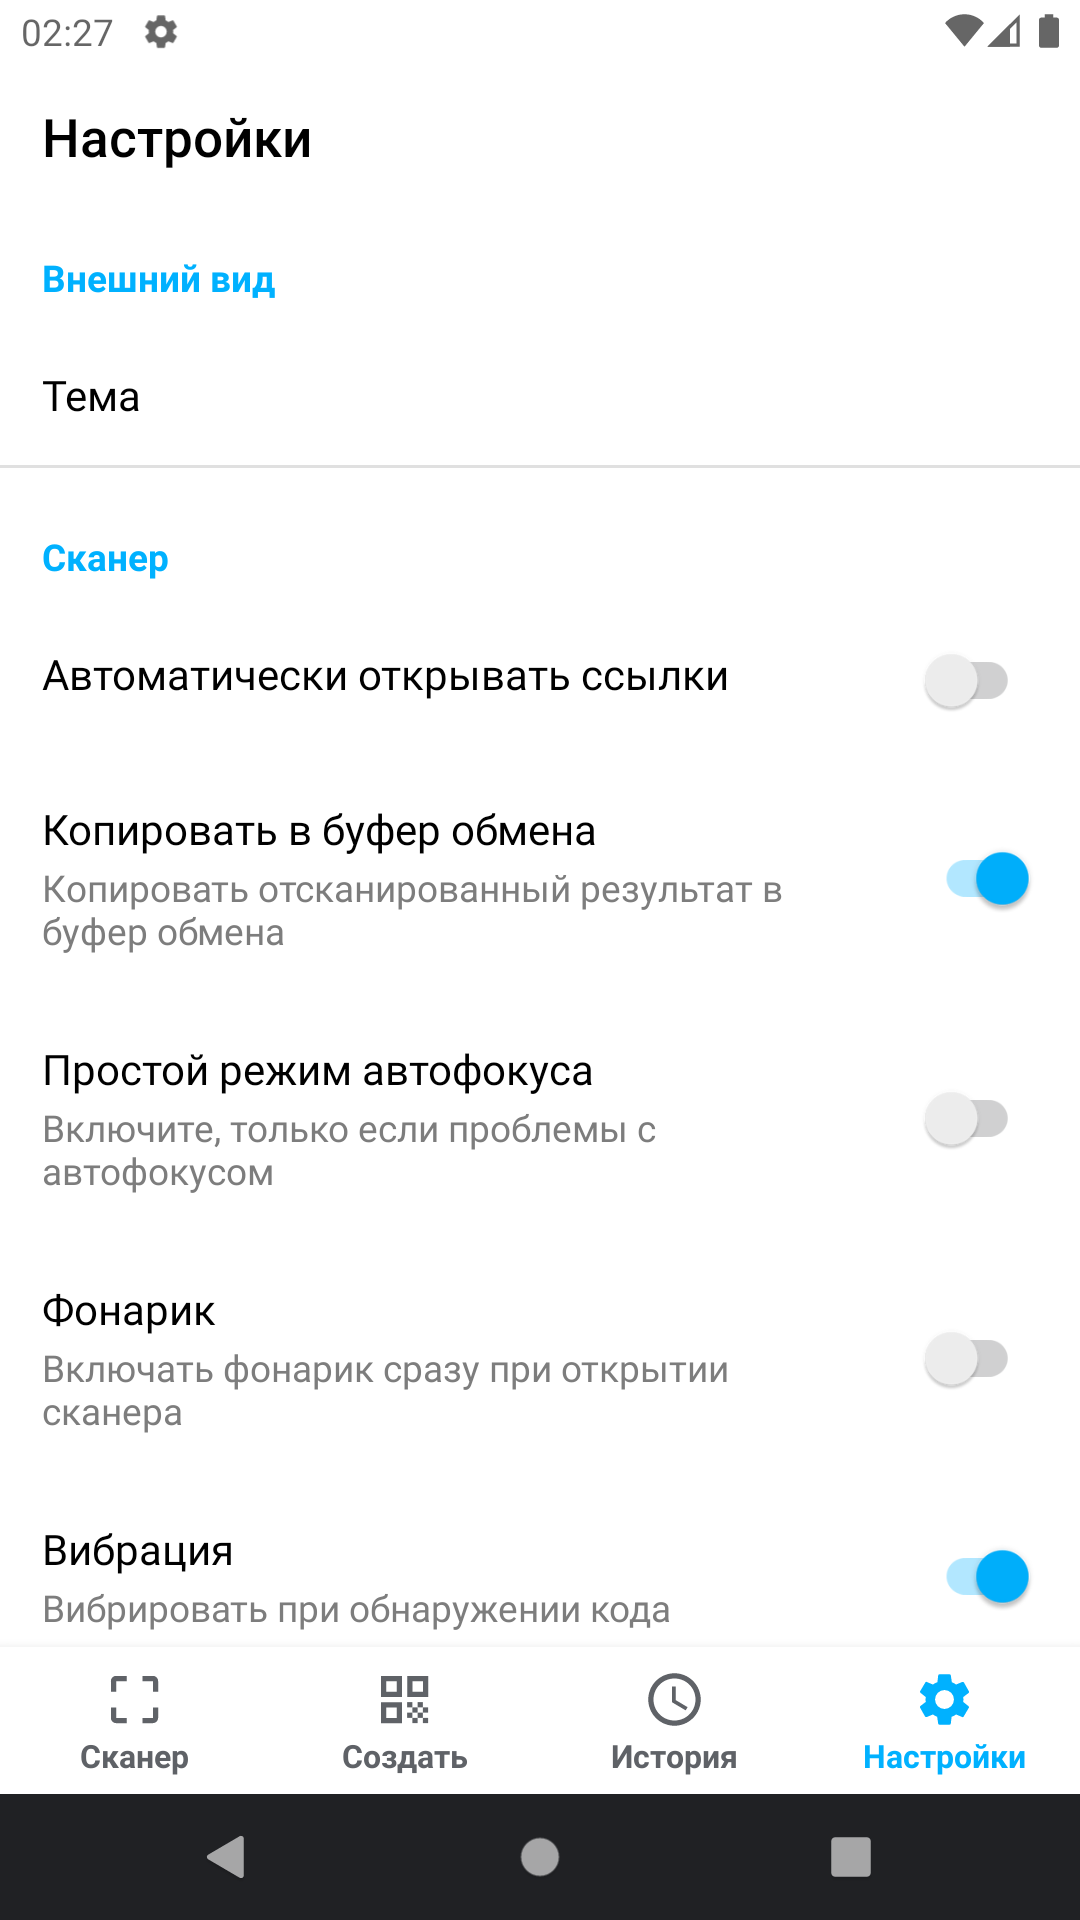 02:27
Настройки
Внешний вид
Тема
Сканер
Автоматически открывать ссылки
Копировать в буфер обмена
Копировать отсканированный результат в
буфер обмена
Простой режим автофокуса
Включите, только если проблемы с
автофокусом
Фонарик
Включать фонарик сразу при открытии
сканера
Вибрация
Вибрировать при обнаружении кода
Сканер
Создать
История
Настройки